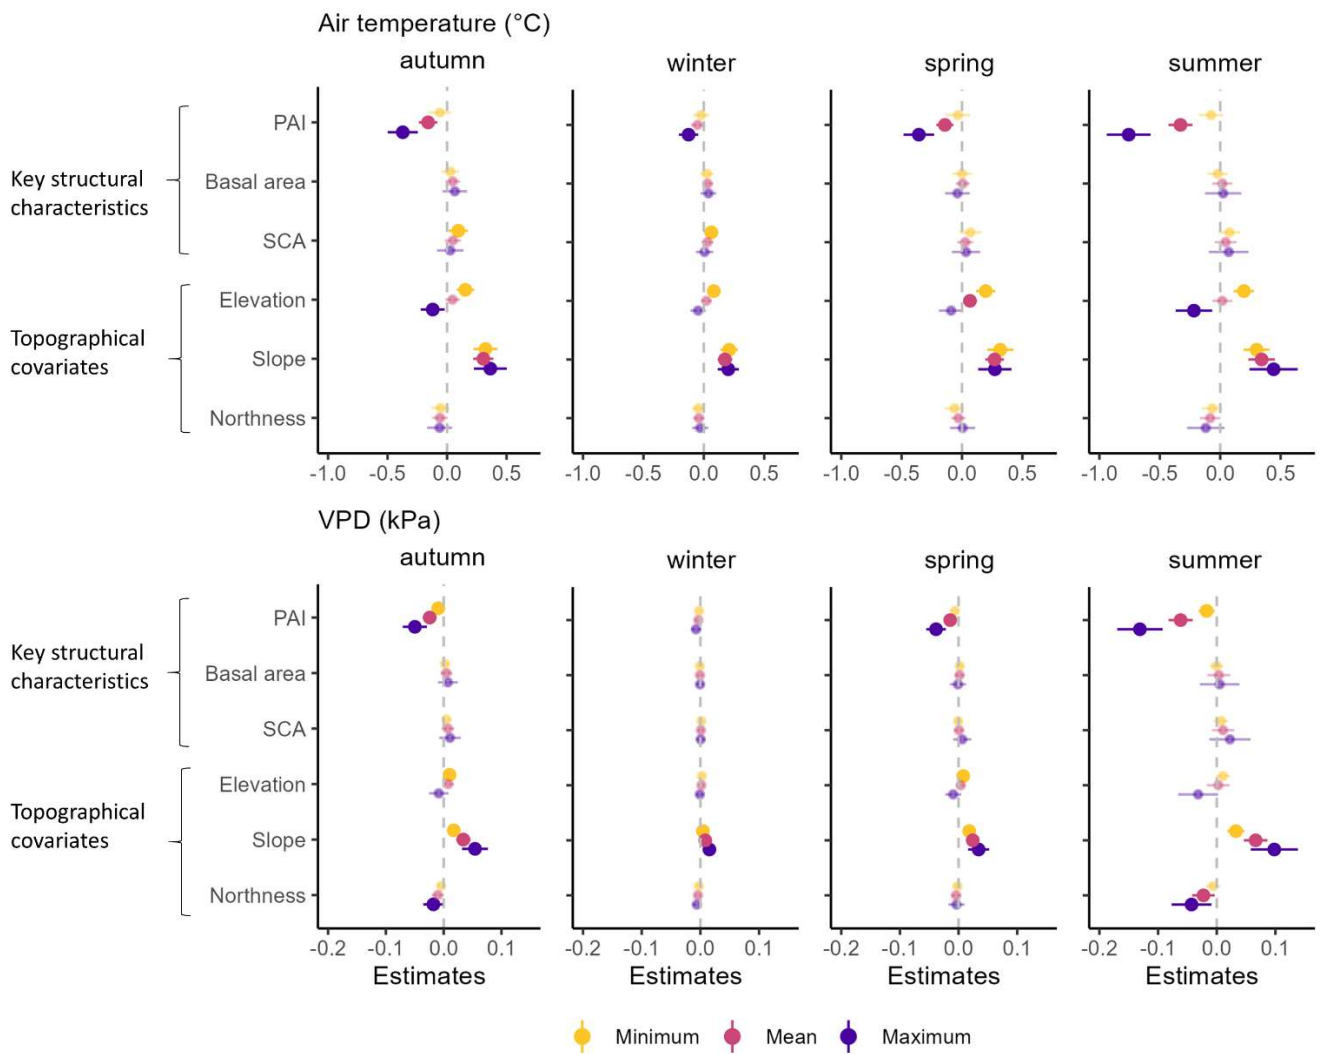 Air temperature (°C)
autumn winter spring summer
Key structural
characteristics
PAI
Basal area
SCA
Topographical
covariates
Elevation
Slope
Northness
-1.0 -0.5 0.0 0.5 -1.0 -0.5 0.0 0.5 -1.0 -0.5 0.0 0.5 -1.0 -0.5 0.0 0.5
VPD (kPa)
autumn winter spring summer
Key structural
characteristics
PAI
Basal area
SCA
Topographical
covariates
Elevation
Slope
Northness
-0.2 -0.1 0.0 0.1 -0.2 -0.1 0.0 0.1 -0.2 -0.1 0.0 0.1 -0.2 -0.1 0.0 0.1
Estimates Estimates Estimates Estimates
Minimum Mean Maximum